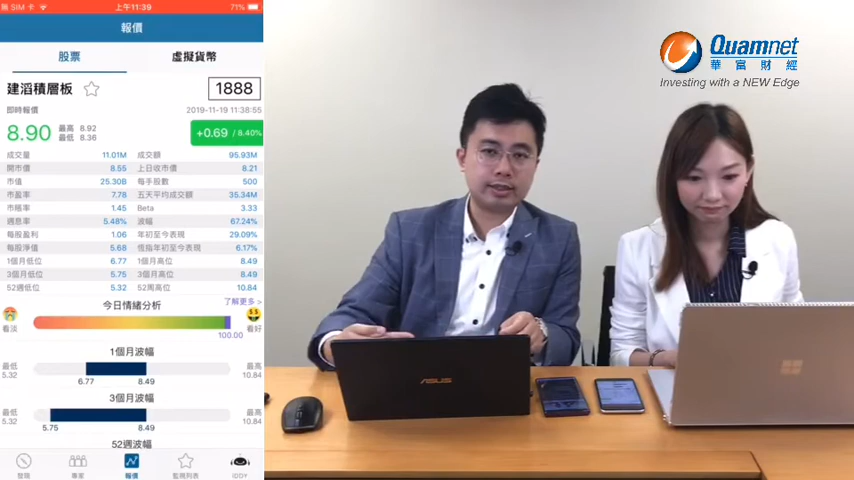 無 SIM 卡
上午11:39
71%
報價
股票
虛擬貨幣
建滔積層板
1888
即時報價
2019-11-19 11:38:55
8.90
最高 8.92
最低 8.36
+0.69 / 8.40%
成交量 11.01M 成交額 95.93M
開市價 8.55 上日收市價 8.21
市值 25.30B 每手股數 500
市盈率 7.78 五天平均成交額 35.34M
市賬率 1.45 Beta 3.33
週息率 5.48% 波幅 67.24%
每股盈利 1.06 年初至今表現 29.09%
每股淨值 5.68 恆指年初至今表現 6.17%
1個月低位 6.77 1個月高位 8.49
3個月低位 5.75 3個月高位 8.49
52週低位 5.32 52周高位 10.84
今日情緒分析
了解更多 >
看淡
看好
100.00
1個月波幅
最低
5.32
最高
10.84
6.77
8.49
3個月波幅
最低
5.32
最高
10.84
5.75
8.49
52週波幅
發現
專家
報價
監視列表
IDDY
Quamnet
華富財經
Investing with a NEW Edge
ASUS